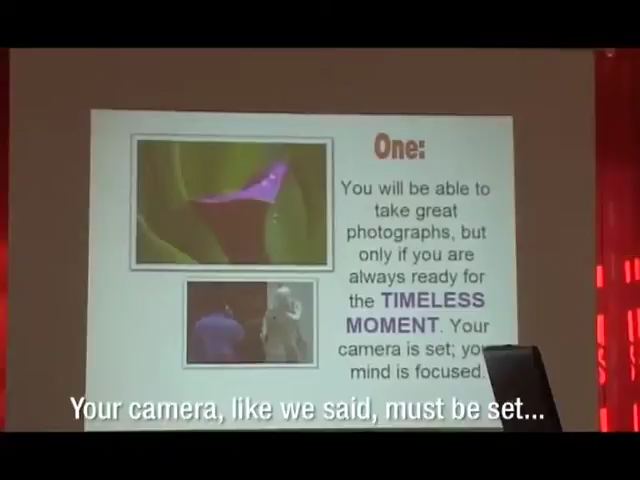 One:
You will be able to
take great
photographs, but
only if you are
always ready for
the TIMELESS
MOMENT. Your
camera is set; your
mind is focused.
Your camera, like we said, must be set...